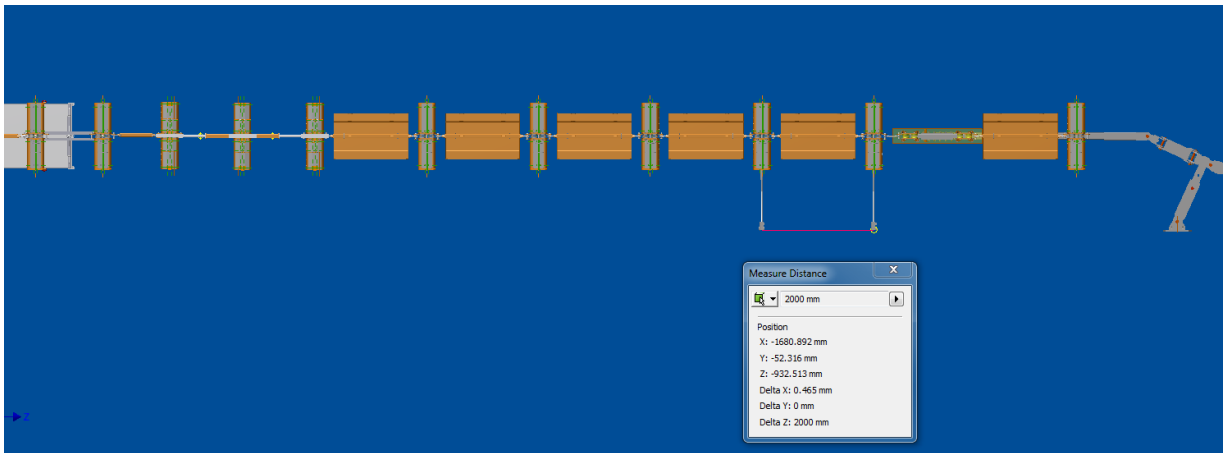 Measure Distance
2000 mm
Position
X: -1680.892 mm
Y: -52.316 mm
Z: -932.513 mm
Delta X: 0.465 mm
Delta Y: 0 mm
Delta Z: 2000 mm
Z